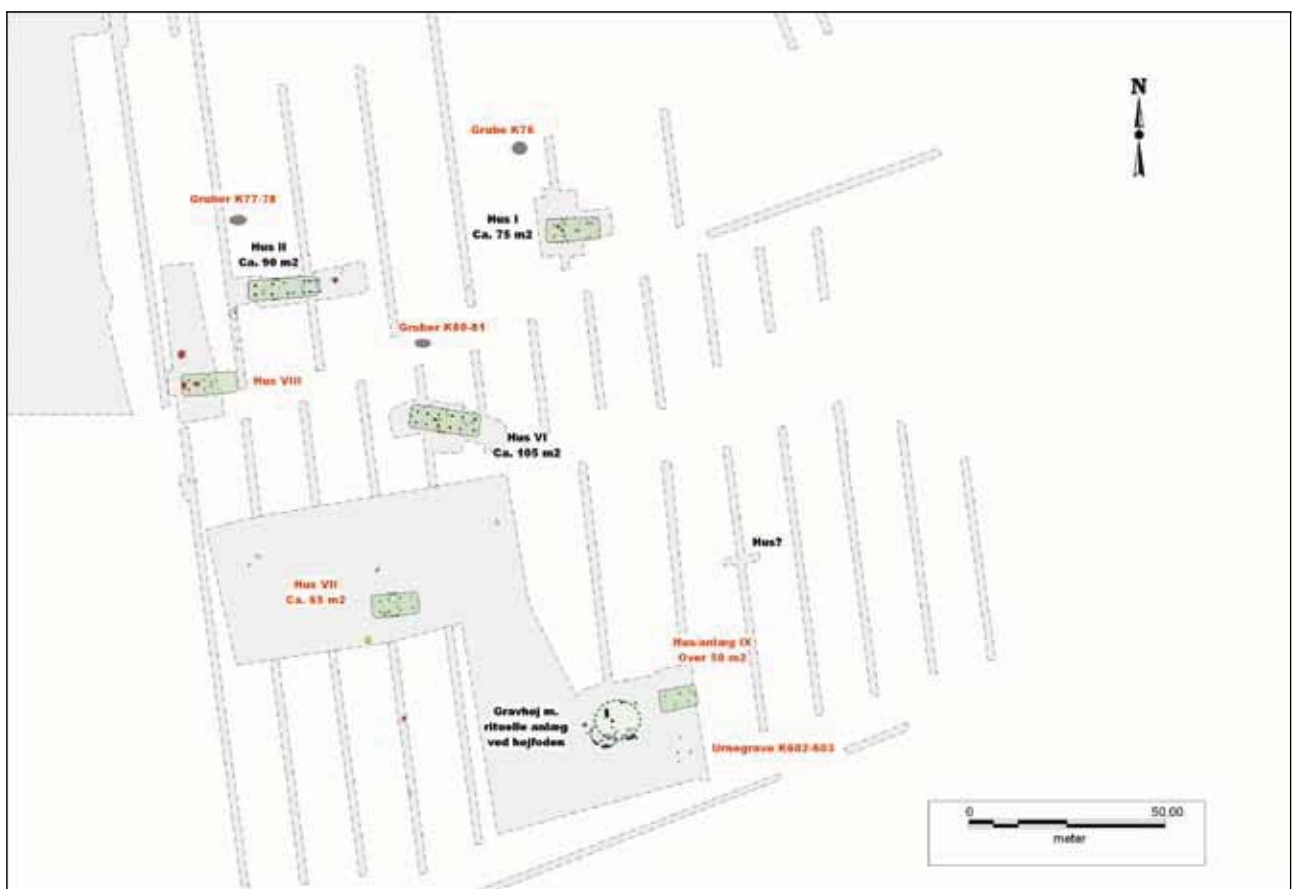 N
Grube K76
Gruber K77-78
Hus I
Ca. 75 m2
Hus II
Ca. 90 m2
Gruber K80-81
Hus VIII
Hus VI
Ca. 105 m2
Hus?
Hus VII
Ca. 65 m2
Hus/anlæg IX
Over 50 m2
Gravhøj m.
rituelle anlæg
ved højfoden
Urnegrave K602-603
0 50,00
meter